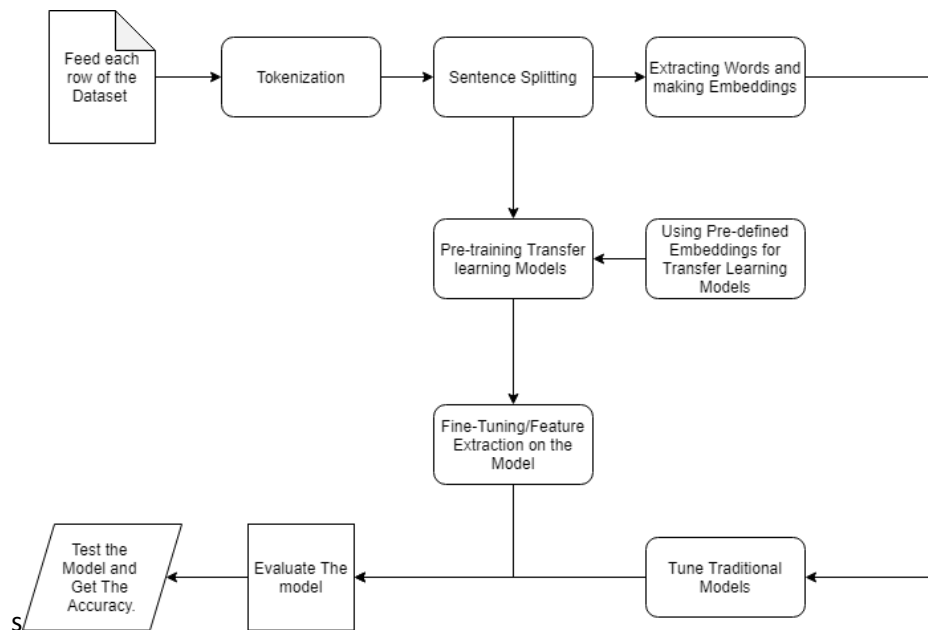 Feed each
row of the
Dataset
Tokenization
Sentence Splitting
Extracting Words and
making Embeddings
Pre-training Transfer
learning Models
Using Pre-defined
Embeddings for
Transfer Learning
Models
Fine-Tuning/Feature
Extraction on the
Model
Tune Traditional
Models
Evaluate The
model
Test the
Model and
Get The
Accuracy.
s